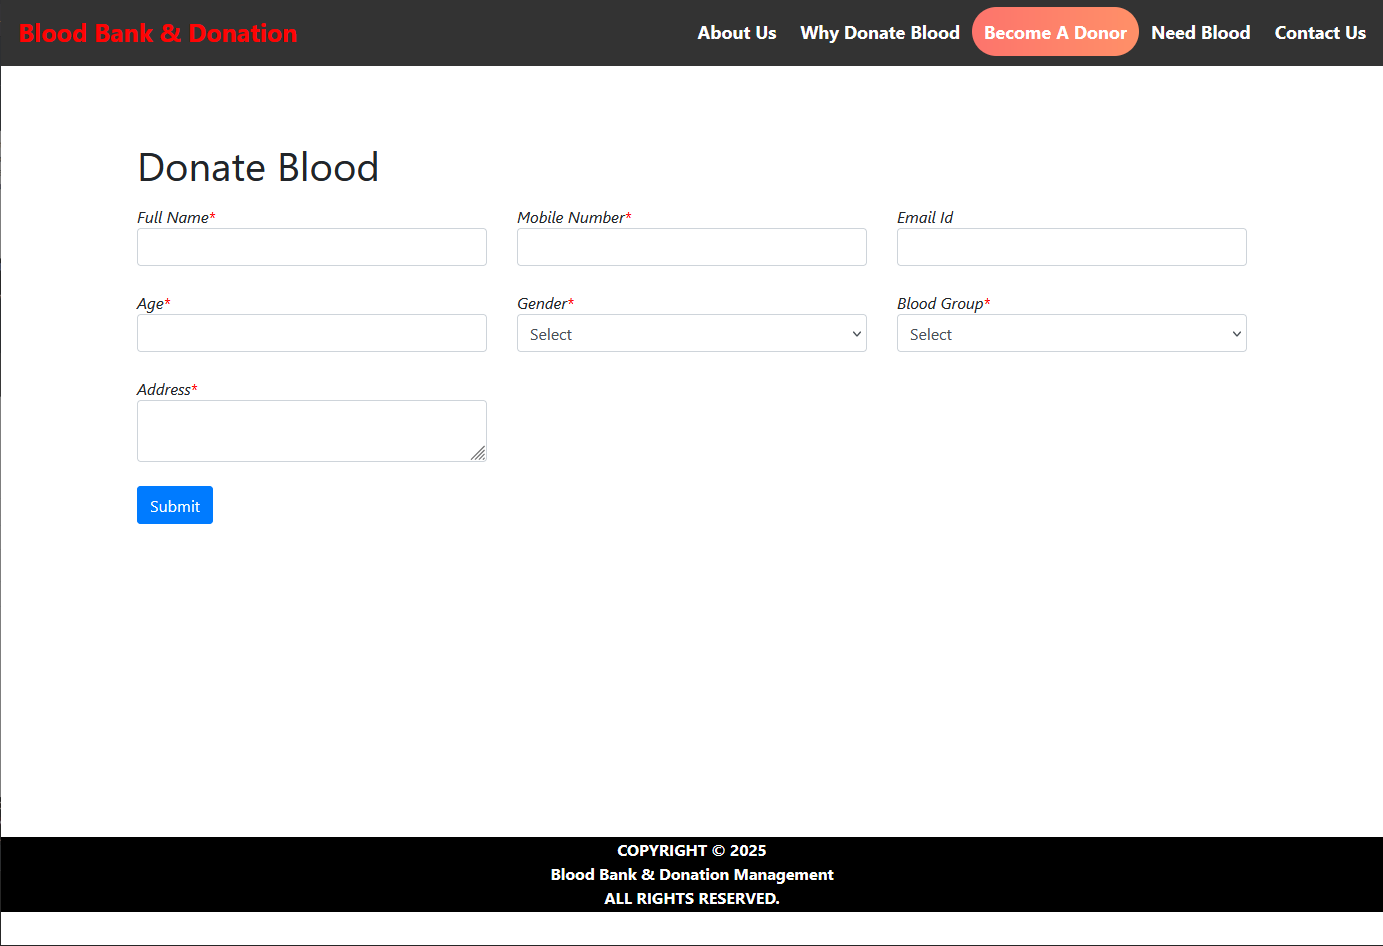 Blood Bank & Donation
About Us Why Donate Blood Become A Donor Need Blood Contact Us
Donate Blood
Full Name* Mobile Number* Email Id
Age* Gender* Blood Group*
Select Select
Address*
Submit
COPYRIGHT © 2025
Blood Bank & Donation Management
ALL RIGHTS RESERVED.